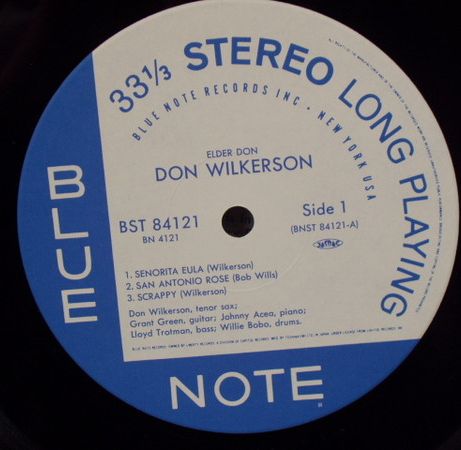 33⅓ STEREO LONG PLAYING
BLUE NOTE RECORDS INC. • NEW YORK USA
ELDER DON
DON WILKERSON
BST 84121
BN 4121
Side 1
(BNST 84121-A)
1. SENORITA EULA (Wilkerson)
2. SAN ANTONIO ROSE (Bob Wills)
3. SCRAPPY (Wilkerson)
Don Wilkerson, tenor sax;
Grant Green, guitar; Johnny Acea, piano;
Lloyd Trotman, bass; Willie Bobo, drums.
BLUE
NOTE